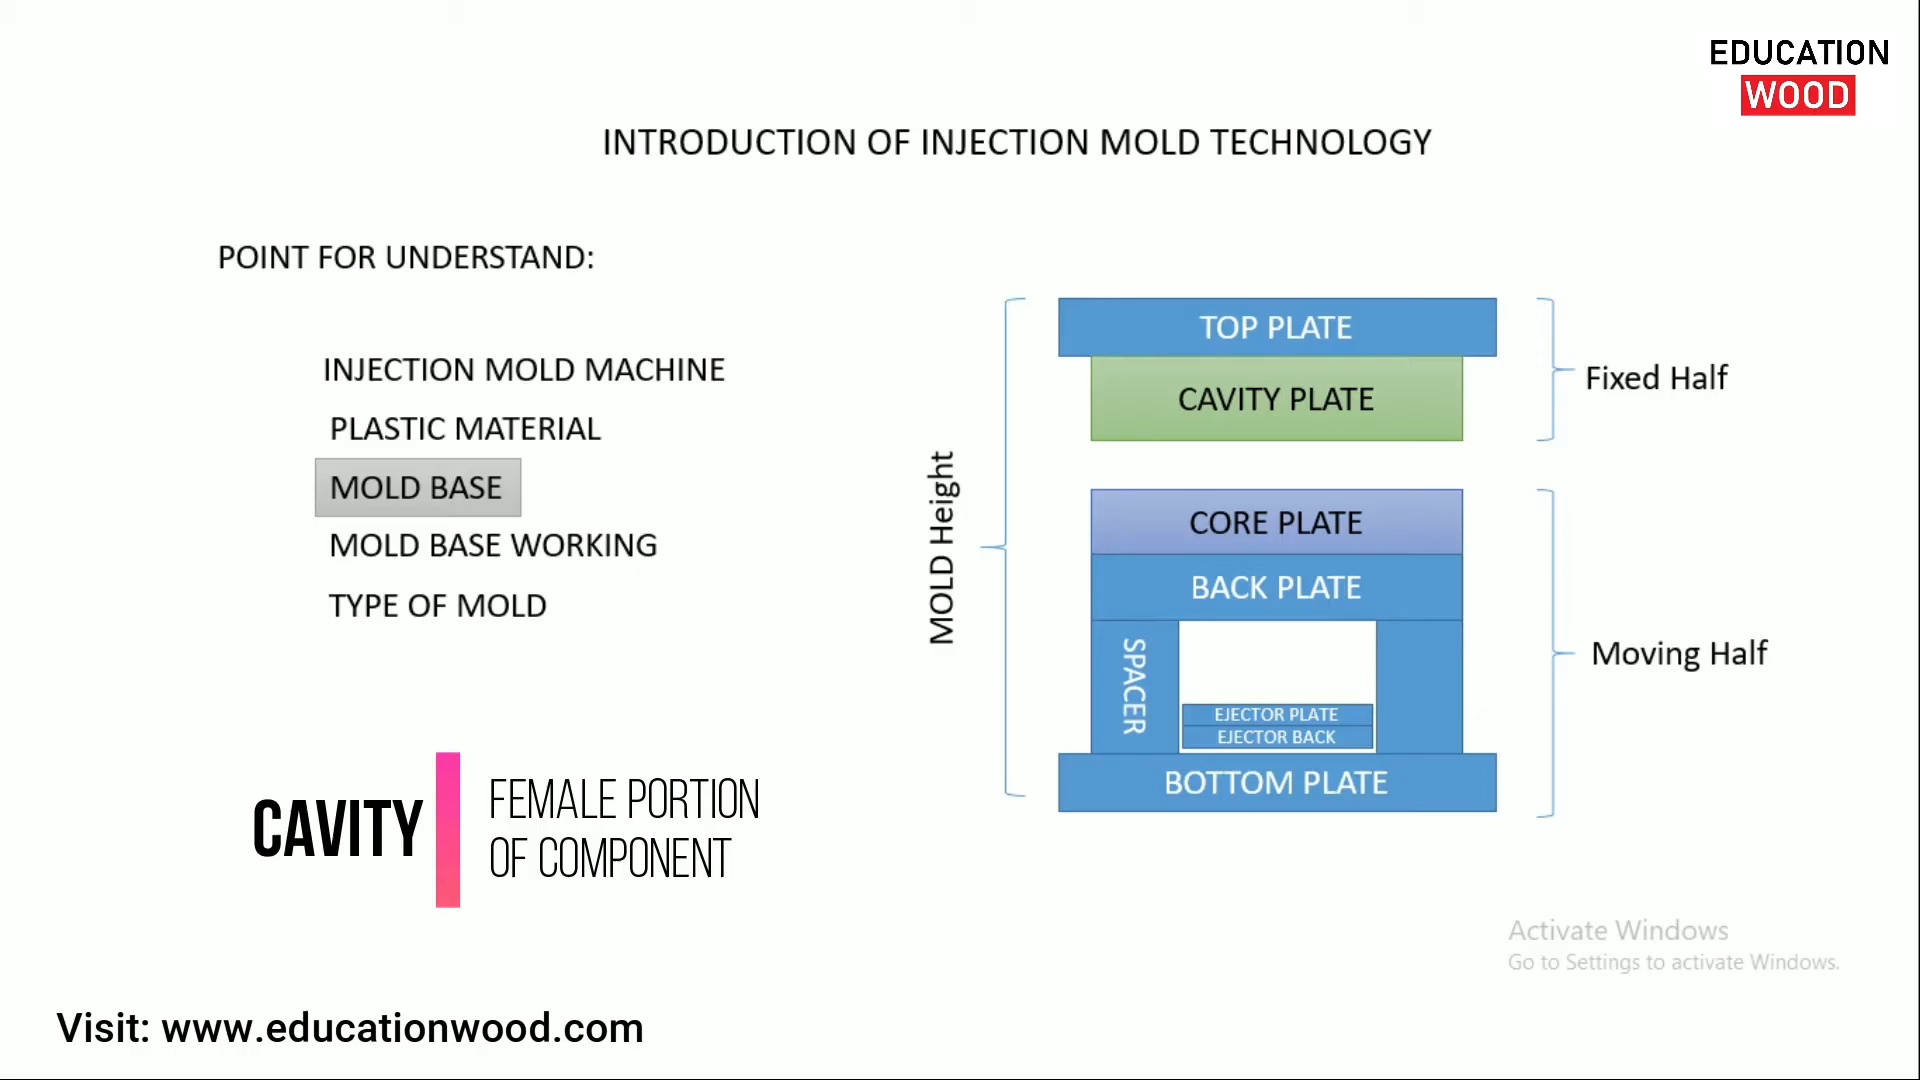 EDUCATION
WOOD
INTRODUCTION OF INJECTION MOLD TECHNOLOGY
POINT FOR UNDERSTAND:
INJECTION MOLD MACHINE
PLASTIC MATERIAL
MOLD BASE
MOLD BASE WORKING
TYPE OF MOLD
CAVITY
FEMALE PORTION
OF COMPONENT
MOLD Height
TOP PLATE
CAVITY PLATE
Fixed Half
CORE PLATE
BACK PLATE
SPACER
EJECTOR PLATE
EJECTOR BACK
BOTTOM PLATE
Moving Half
Activate Windows
Go to Settings to activate Windows.
Visit: www.educationwood.com